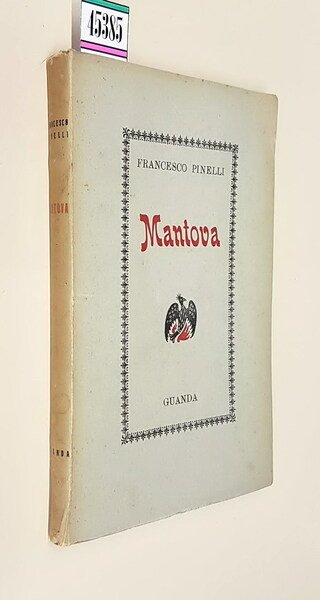 45385
FRANCESCO PINELLI
Mantova
GUANDA